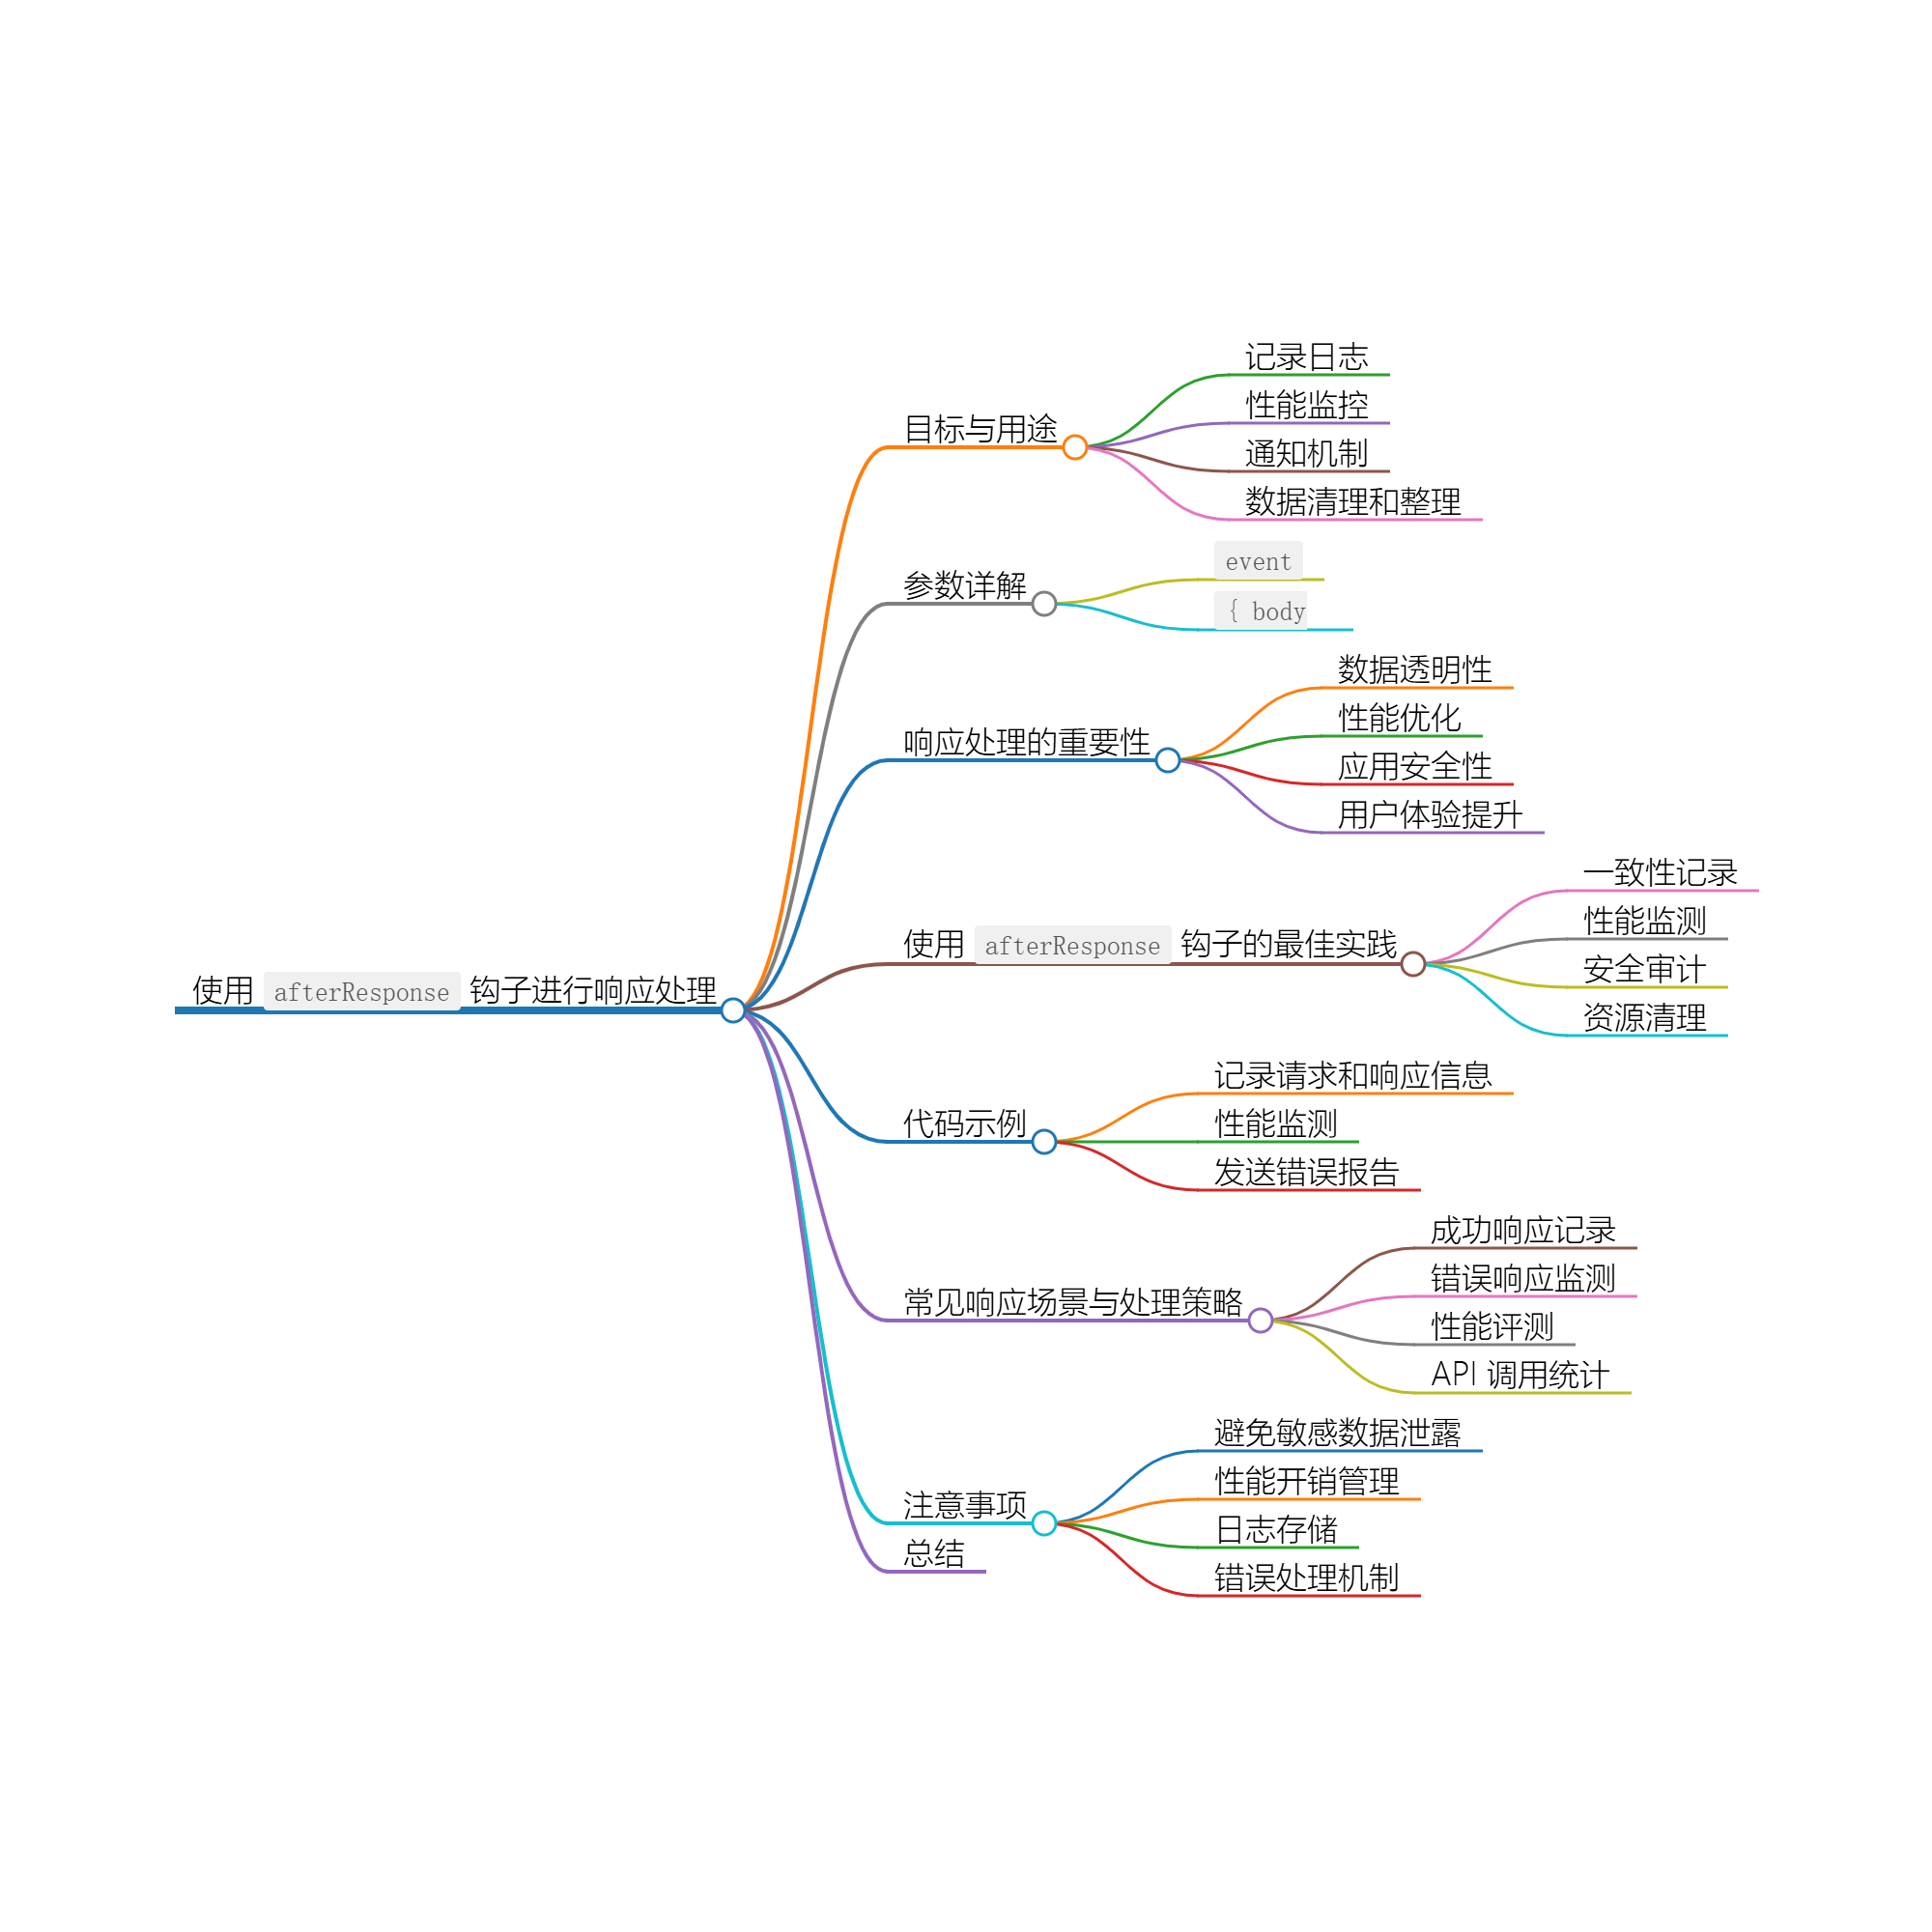 使用 afterResponse 钩子进行响应处理
目标与用途
记录日志
性能监控
通知机制
数据清理和整理
参数详解
event
{ body
响应处理的重要性
数据透明性
性能优化
应用安全性
用户体验提升
使用 afterResponse 钩子的最佳实践
一致性记录
性能监测
安全审计
资源清理
代码示例
记录请求和响应信息
性能监测
发送错误报告
常见响应场景与处理策略
成功响应记录
错误响应监测
性能评测
API 调用统计
注意事项
避免敏感数据泄露
性能开销管理
日志存储
错误处理机制
总结